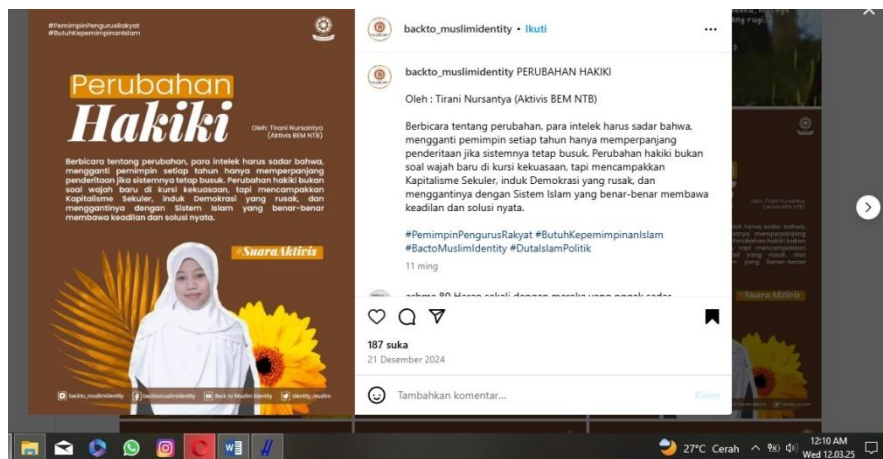 #PemimpinPengurusRakyat
#ButuhKepemimpinanIslam
Perubahan
Hakiki
Oleh: Tirani Nursantya
(Aktivis BEM NTB)
Berbicara tentang perubahan, para intelek harus sadar bahwa,
mengganti pemimpin setiap tahun hanya memperpanjang
penderitaan jika sistemnya tetap busuk. Perubahan hakiki bukan
soal wajah baru di kursi kekuasaan, tapi mencampakkan
Kapitalisme Sekuler, induk Demokrasi yang rusak, dan
menggantinya dengan Sistem Islam yang benar-benar
membawa keadilan dan solusi nyata.
#SuaraAktivis
backto_muslimidentity
backtomuslimidentity
Back to Muslim Identity
identity_muslim
backto_muslimidentity • Ikuti
backto_muslimidentity PERUBAHAN HAKIKI
Oleh : Tirani Nursantya (Aktivis BEM NTB)
Berbicara tentang perubahan, para intelek harus sadar bahwa,
mengganti pemimpin setiap tahun hanya memperpanjang
penderitaan jika sistemnya tetap busuk. Perubahan hakiki bukan
soal wajah baru di kursi kekuasaan, tapi mencampakkan
Kapitalisme Sekuler, induk Demokrasi yang rusak, dan
menggantinya dengan Sistem Islam yang benar-benar membawa
keadilan dan solusi nyata.
#PemimpinPengurusRakyat #ButuhKepemimpinanIslam
#BactoMuslimIdentity #DutaIslamPolitik
11 ming
187 suka
21 Desember 2024
Tambahkan komentar...
Kirim
27°C Cerah
12:10 AM
Wed 12.03.25